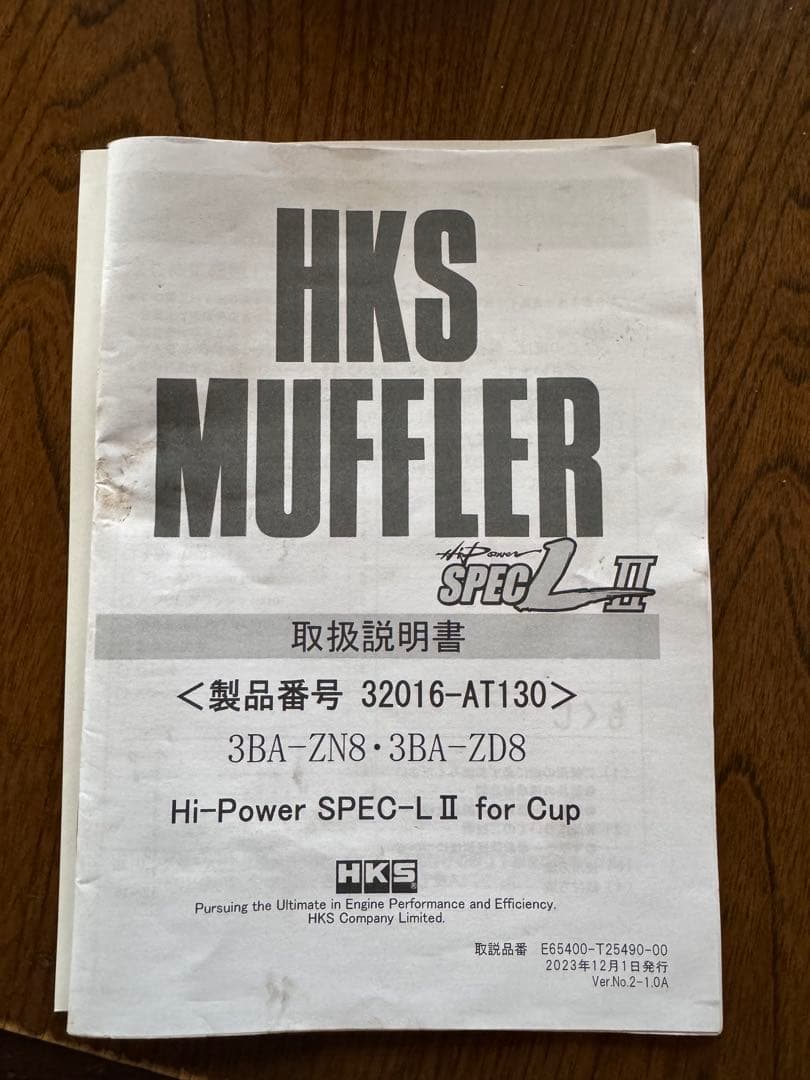 HKS
MUFFLER
Hi-Power
SPEC L II
取扱説明書
＜製品番号 32016-AT130＞
3BA-ZN8・3BA-ZD8
Hi-Power SPEC-LⅡ for Cup
HKS®
Pursuing the Ultimate in Engine Performance and Efficiency.
HKS Company Limited.
取説品番 E65400-T25490-00
2023年12月1日発行
Ver.No.2-1.0A